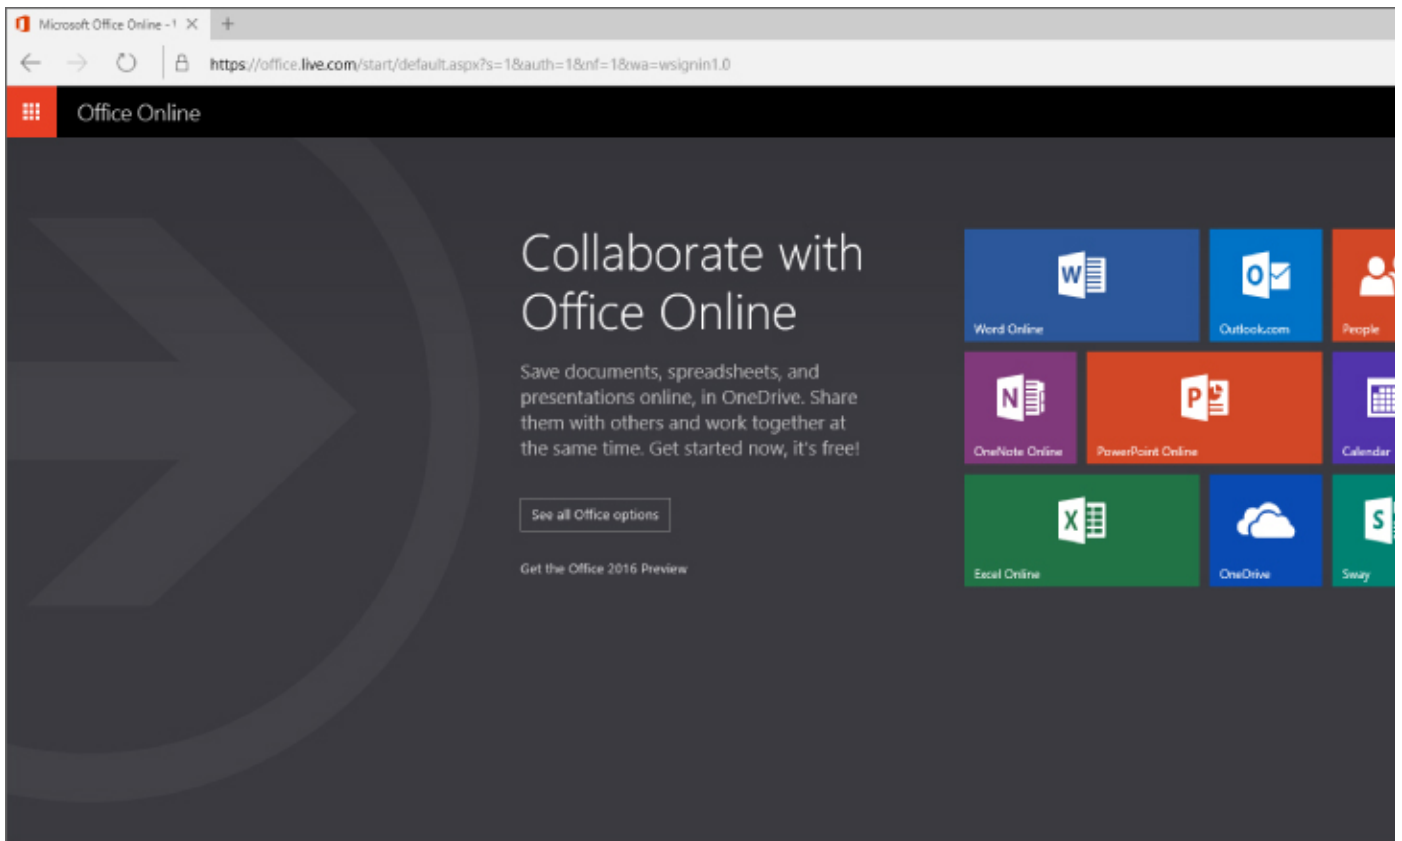 Microsoft Office Online -
https://office.live.com/start/default.aspx?s=1&auth=1&nf=1&wa=wsignin1.0
Office Online
Collaborate with
Office Online
Save documents, spreadsheets, and
presentations online, in OneDrive. Share
them with others and work together at
the same time. Get started now, it's free!
See all Office options
Get the Office 2016 Preview
W
Word Online
O
Outlook.com
People
N
OneNote Online
P
PowerPoint Online
Calendar
X
Excel Online
OneDrive
S
Sway